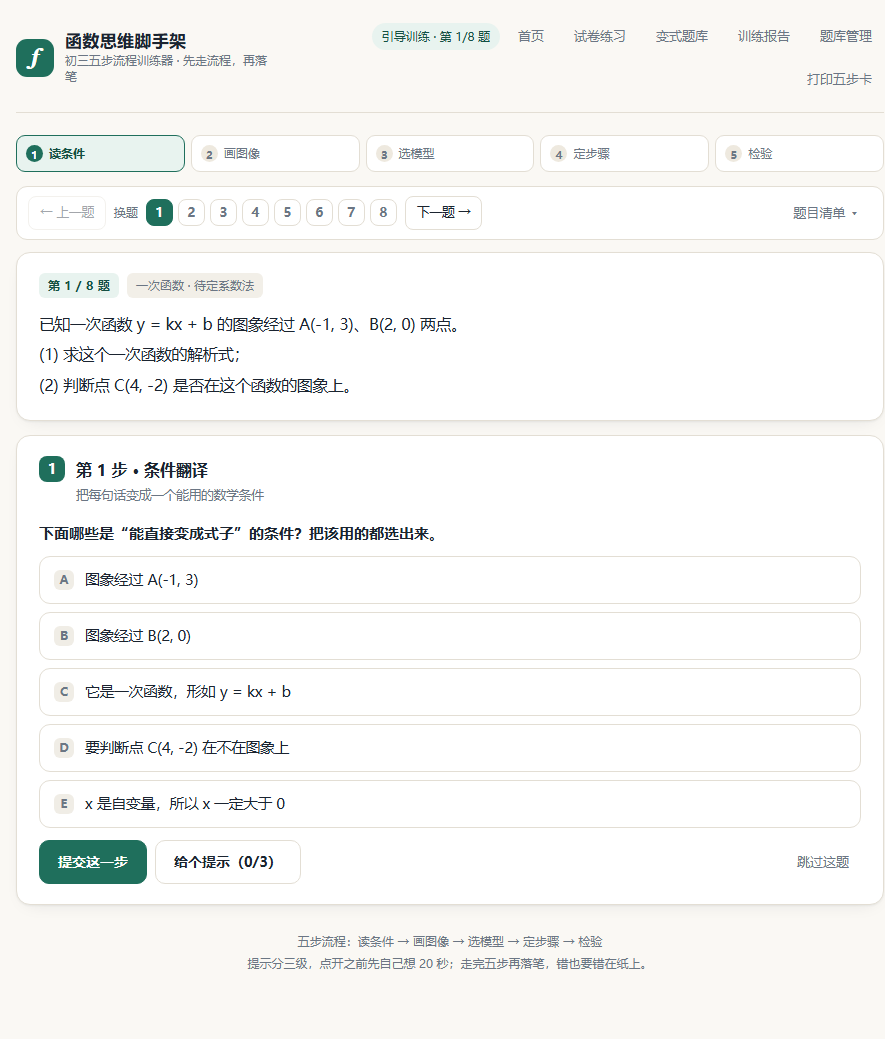 f
函数思维脚手架
初三五步流程训练器 · 先走流程，再落
笔
引导训练 · 第 1/8 题 首页 试卷练习 变式题库 训练报告 题库管理
打印五步卡
1 读条件 2 画图像 3 选模型 4 定步骤 5 检验
← 上一题 换题 1 2 3 4 5 6 7 8 下一题 → 题目清单
第 1 / 8 题 一次函数 · 待定系数法
已知一次函数 y = kx + b 的图象经过 A(-1, 3)、B(2, 0) 两点。
(1) 求这个一次函数的解析式；
(2) 判断点 C(4, -2) 是否在这个函数的图象上。
1 第 1 步 • 条件翻译
把每句话变成一个能用的数学条件
下面哪些是“能直接变成式子”的条件？把该用的都选出来。
A 图象经过 A(-1, 3)
B 图象经过 B(2, 0)
C 它是一次函数，形如 y = kx + b
D 要判断点 C(4, -2) 在不在图象上
E x 是自变量，所以 x 一定大于 0
提交这一步 给个提示（0/3） 跳过这题
五步流程：读条件 → 画图像 → 选模型 → 定步骤 → 检验
提示分三级，点开之前先自己想 20 秒；走完五步再落笔，错也要错在纸上。